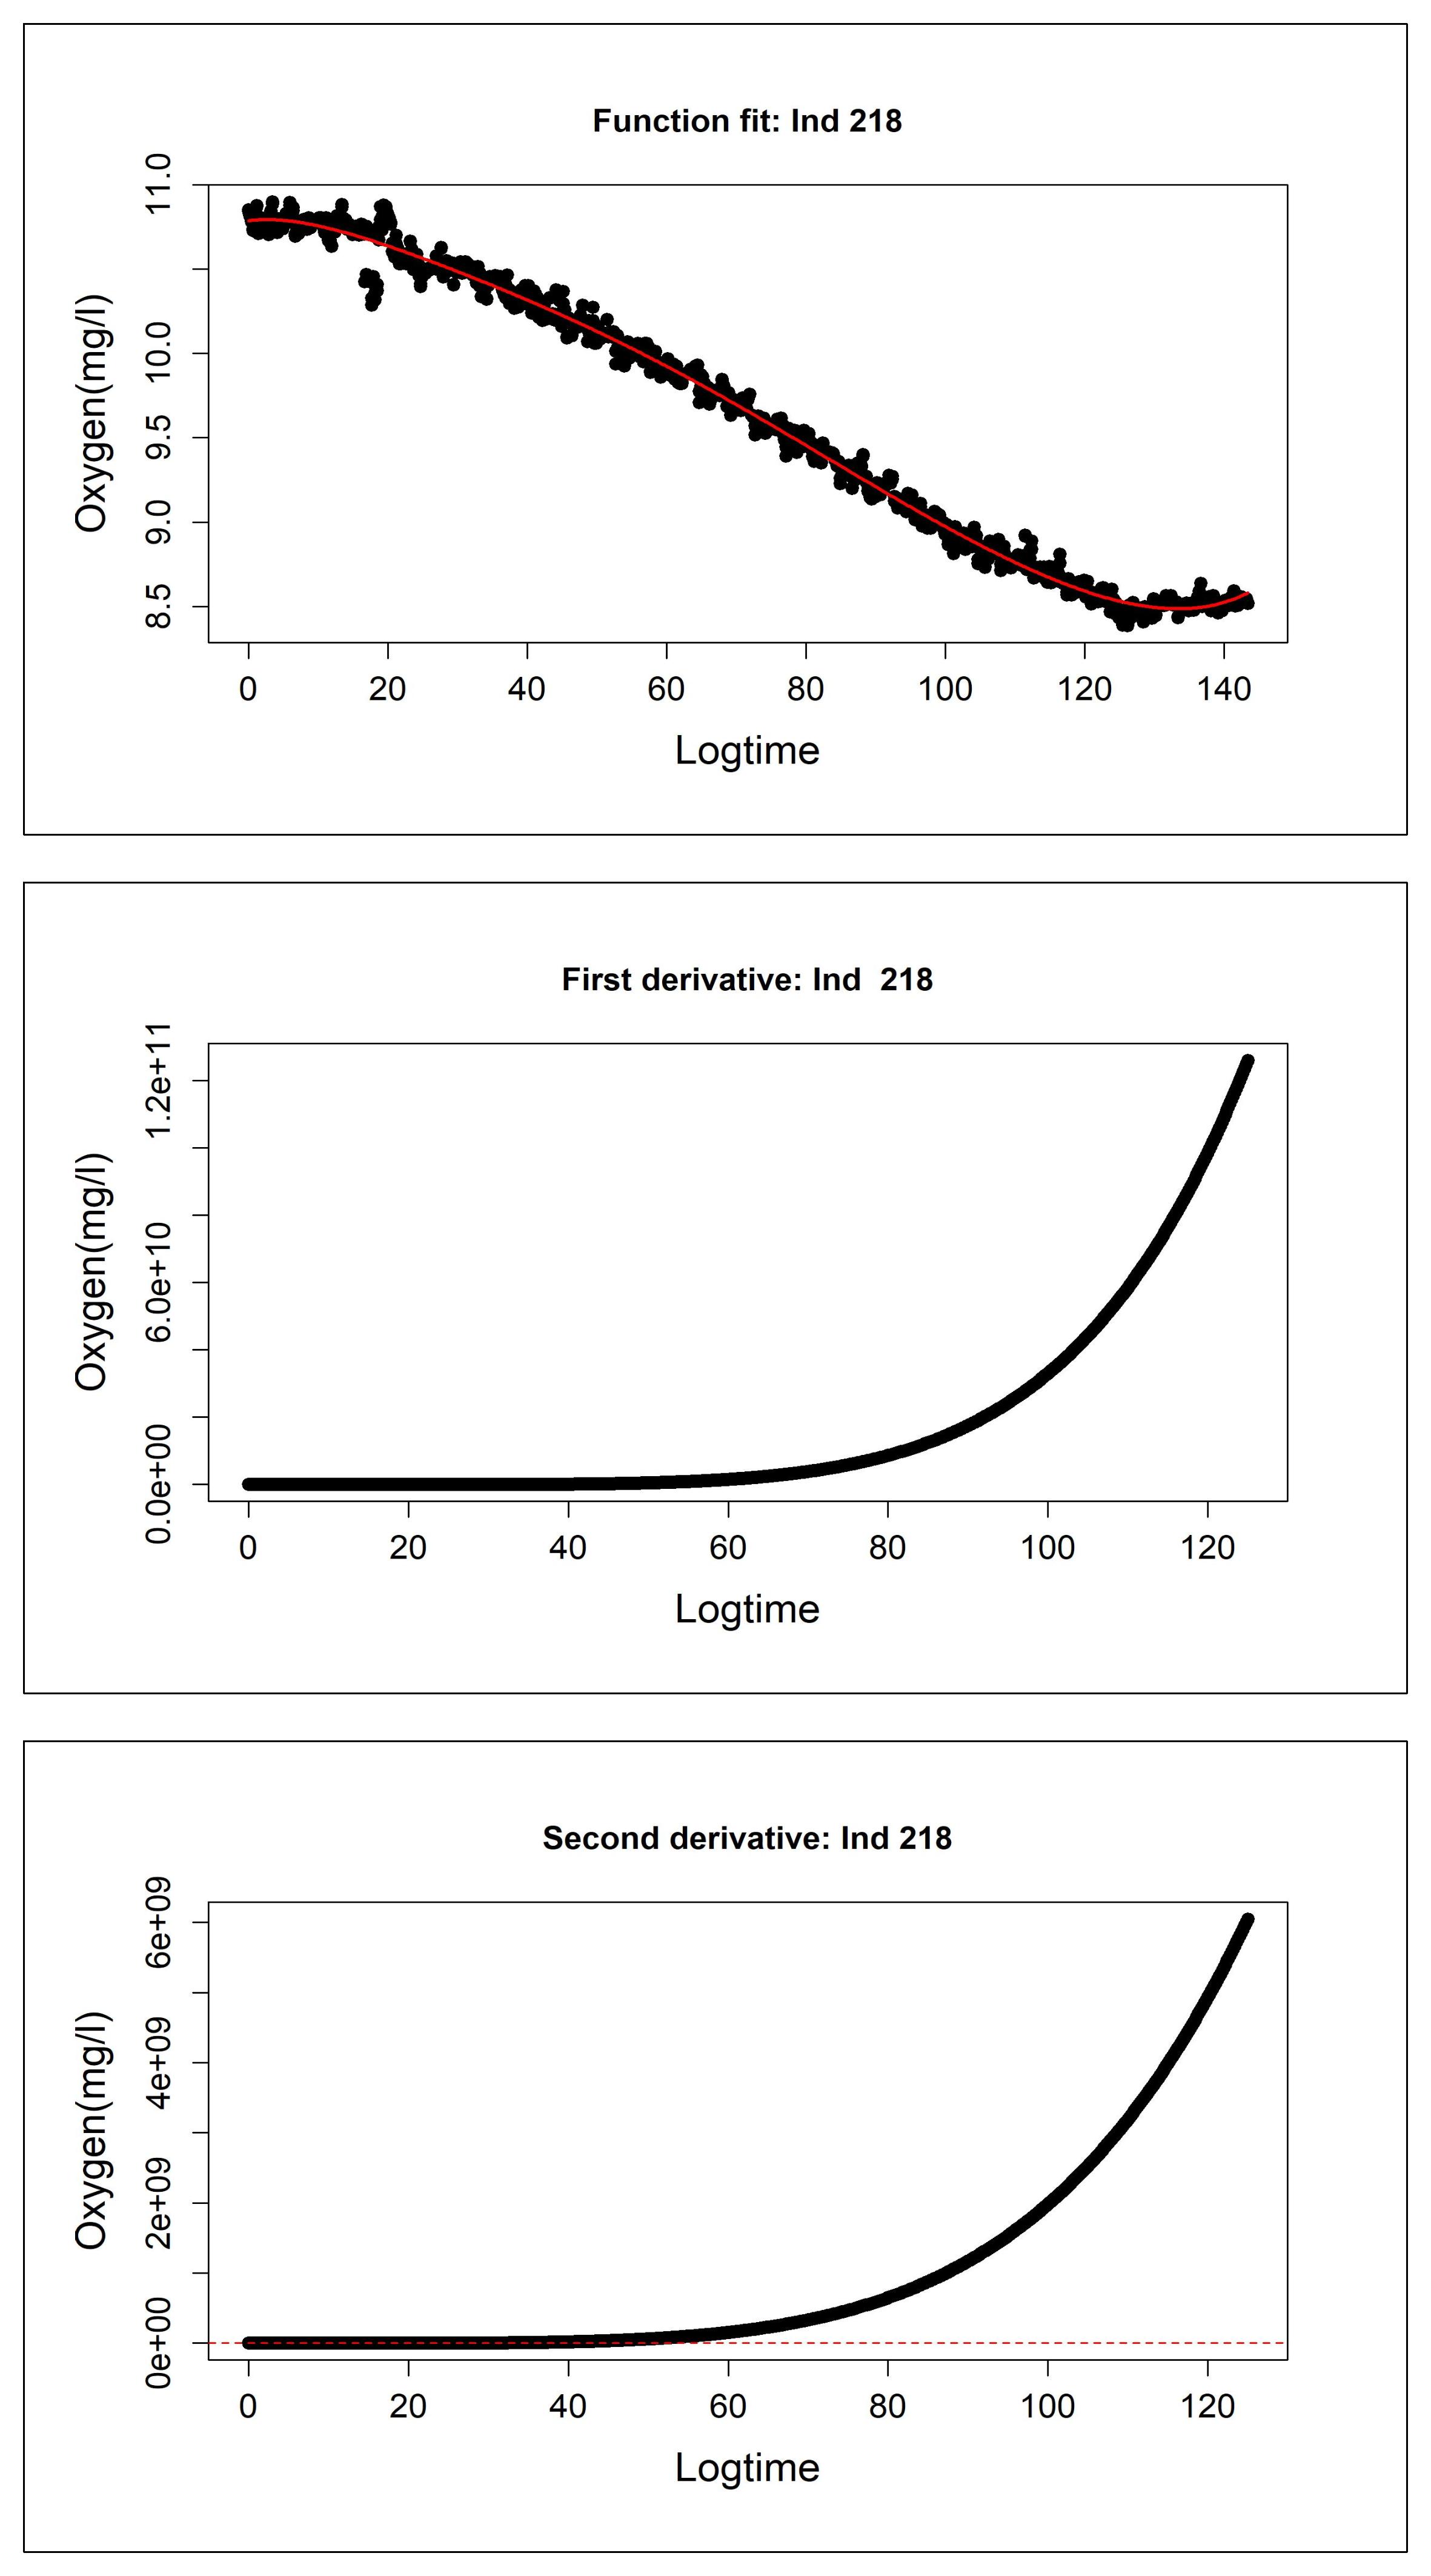 Function fit: Ind 218
11.0
10.0
9.5
9.0
8.5
Oxygen(mg/l)
0 20 40 60 80 100 120 140
Logtime
First derivative: Ind  218
1.2e+11
6.0e+10
0.0e+00
Oxygen(mg/l)
0 20 40 60 80 100 120
Logtime
Second derivative: Ind 218
6e+09
4e+09
2e+09
0e+00
Oxygen(mg/l)
0 20 40 60 80 100 120
Logtime